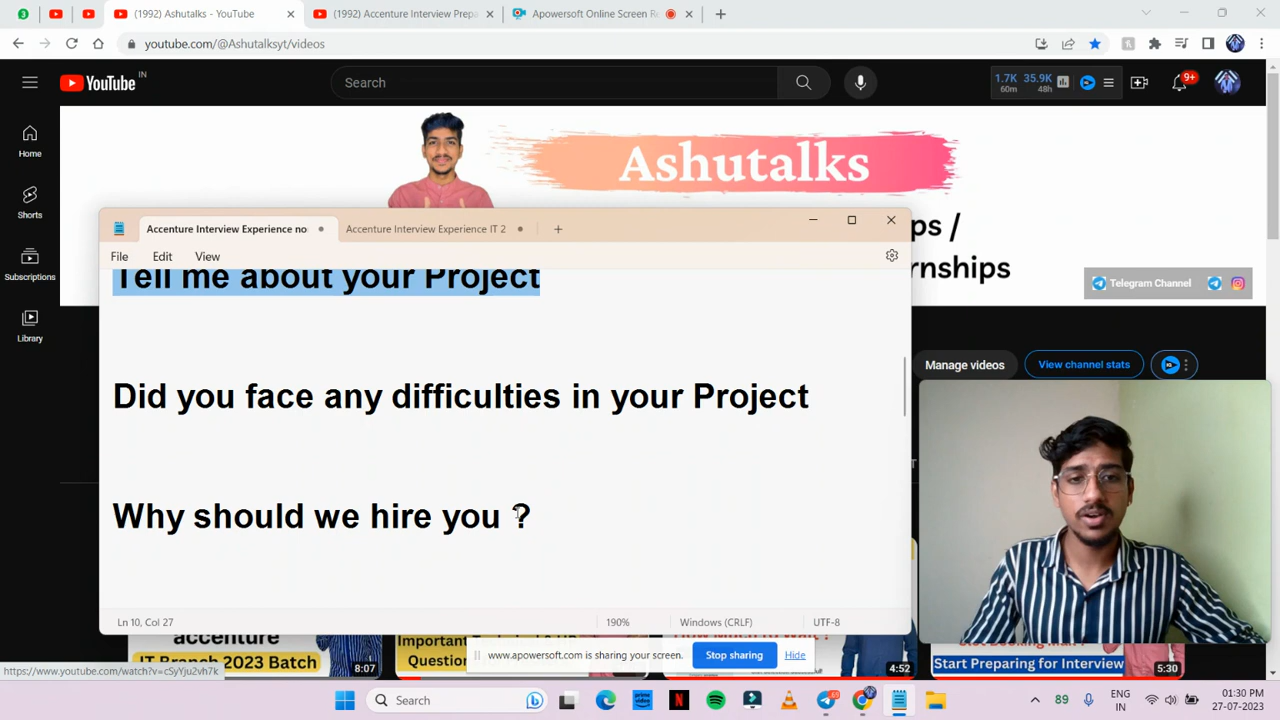 (1992) Ashutalks - YouTube
(1992) Accenture Interview Prepa
Apowersoft Online Screen Re
youtube.com/@Ashutalksyt/videos
YouTube IN
Search
1.7K 35.9K
60m 48h
9+
Home
Shorts
Subscriptions
Library
Ashutalks
ps /
rnships
Telegram Channel
Accenture Interview Experience no
Accenture Interview Experience IT 2
File Edit View
Tell me about your Project
Did you face any difficulties in your Project
Why should we hire you ?
Ln 10, Col 27
190%
Windows (CRLF)
UTF-8
Manage videos
View channel stats
accenture
IT Branch 2023 Batch
8:07
Important
Question
4:52
Start Preparing for Interview
5:30
www.apowersoft.com is sharing your screen.
Stop sharing
Hide
https://www.youtube.com/watch?v=cSyYju2vh7k
Search
89
ENG
IN
01:30 PM
27-07-2023